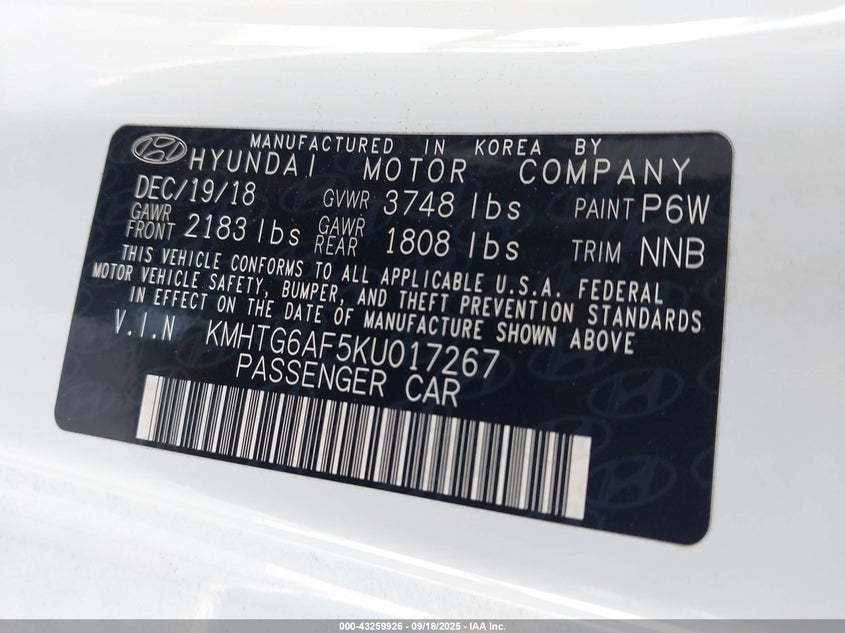 MANUFACTURED IN KOREA BY
HYUNDAI MOTOR COMPANY
DEC/19/18 GVWR 3748 lbs PAINT P6W
GAWR FRONT 2183 lbs GAWR REAR 1808 lbs TRIM NNB
THIS VEHICLE CONFORMS TO ALL APPLICABLE U.S.A. FEDERAL
MOTOR VEHICLE SAFETY, BUMPER, AND THEFT PREVENTION STANDARDS
IN EFFECT ON THE DATE OF MANUFACTURE SHOWN ABOVE
V.I.N KMHTG6AF5KU017267
PASSENGER CAR
000-43259926 - 09/18/2025 - IAA Inc.